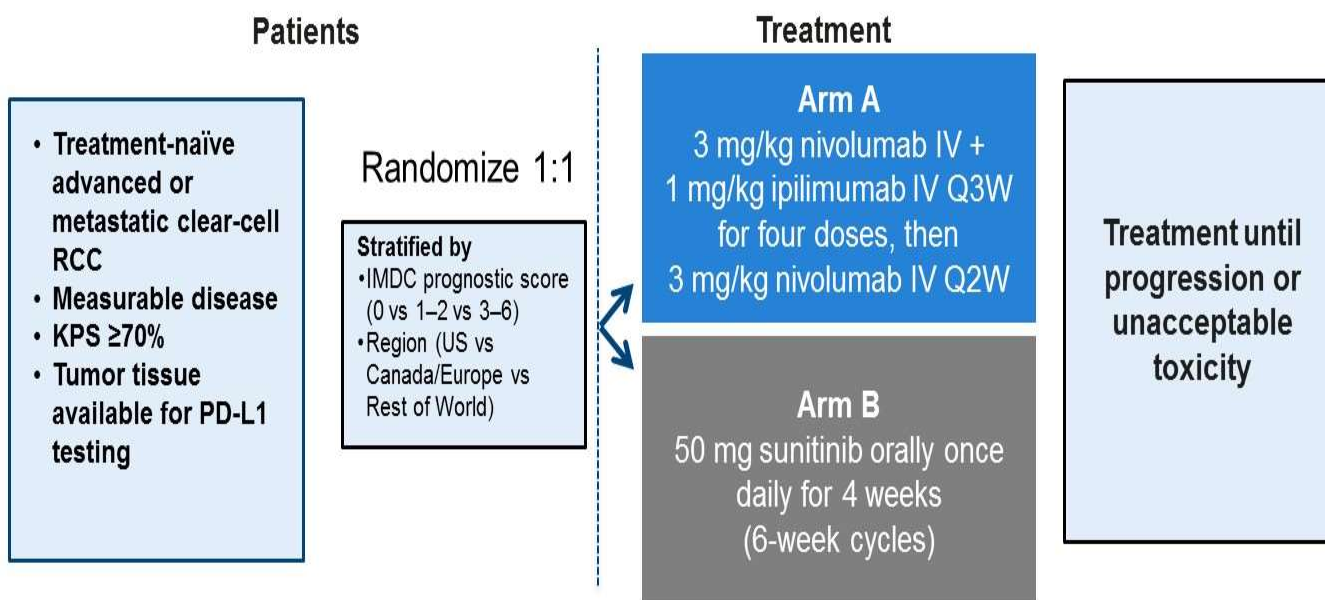 Patients
• Treatment-naïve
advanced or
metastatic clear-cell
RCC
• Measurable disease
• KPS ≥70%
• Tumor tissue
available for PD-L1
testing
Randomize 1:1
Stratified by
•IMDC prognostic score
(0 vs 1–2 vs 3–6)
•Region (US vs
Canada/Europe vs
Rest of World)
Treatment
Arm A
3 mg/kg nivolumab IV +
1 mg/kg ipilimumab IV Q3W
for four doses, then
3 mg/kg nivolumab IV Q2W
Arm B
50 mg sunitinib orally once
daily for 4 weeks
(6-week cycles)
Treatment until
progression or
unacceptable
toxicity